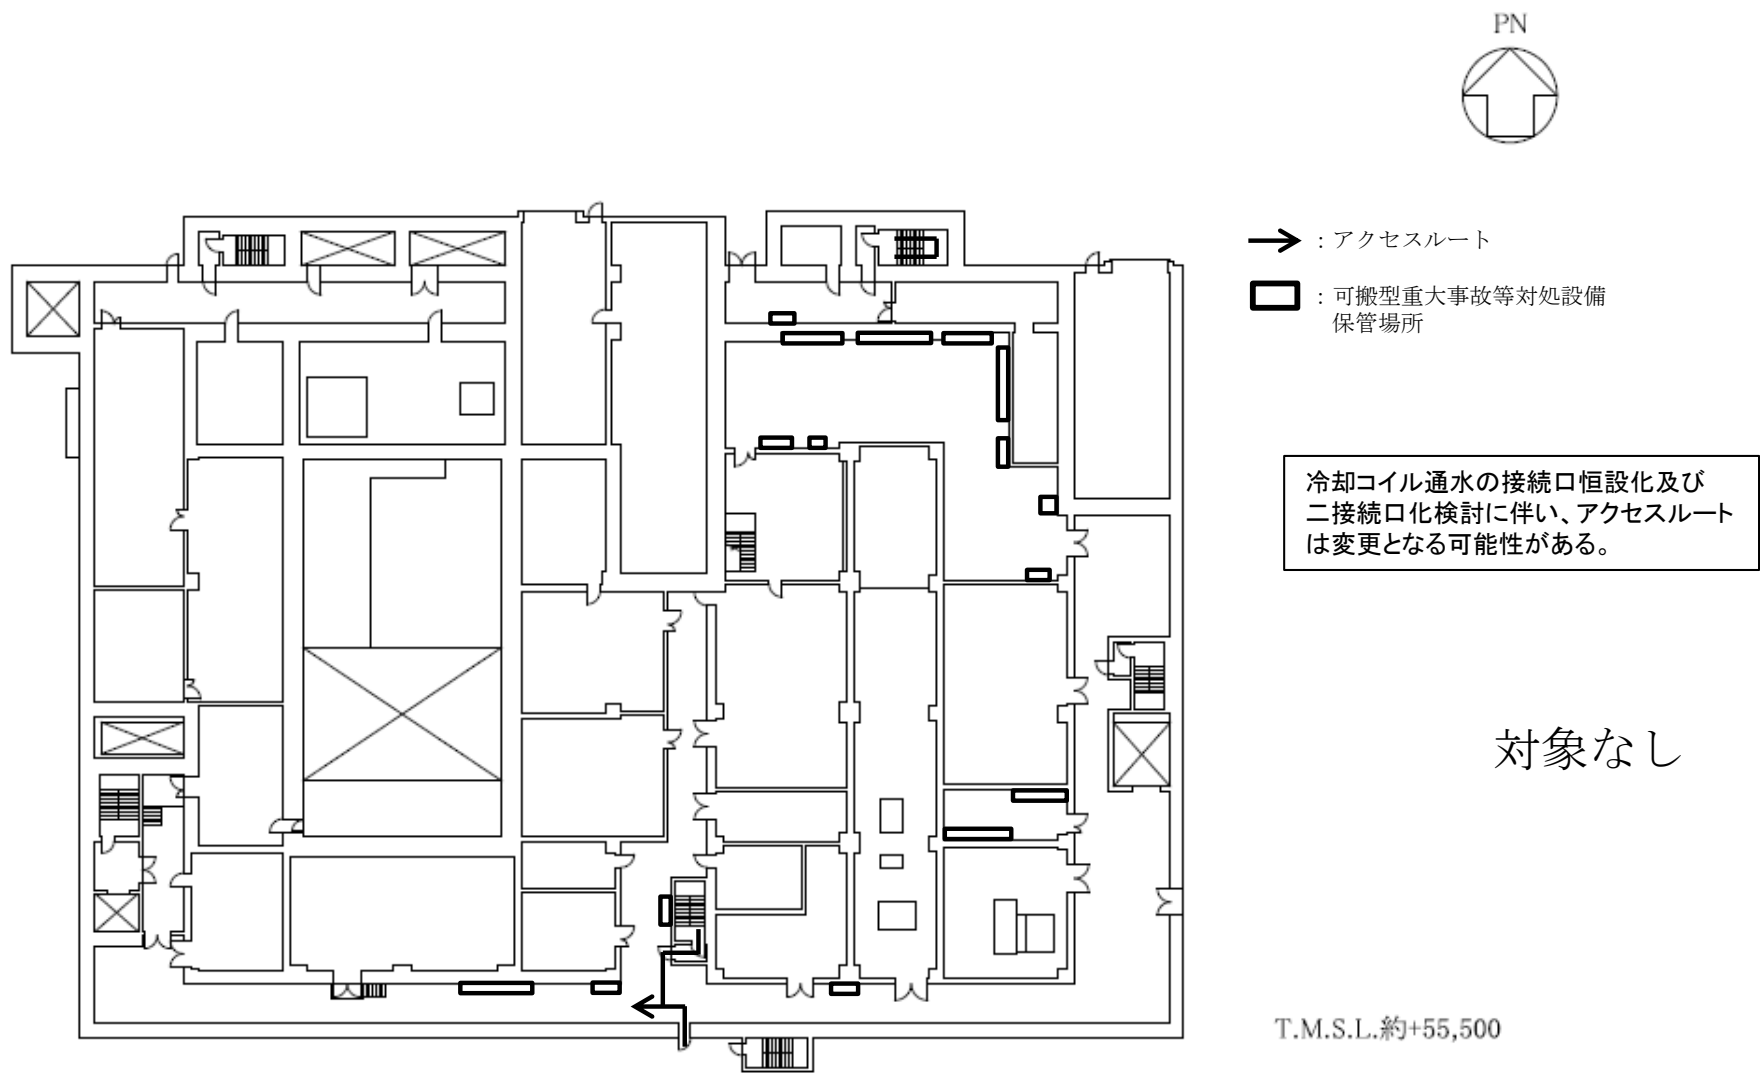 PN
：アクセスルート
：可搬型重大事故等対処設備
保管場所
冷却コイル通水の接続口恒設化及び
二接続口化検討に伴い、アクセスルート
は変更となる可能性がある。
対象なし
T.M.S.L.約+55,500